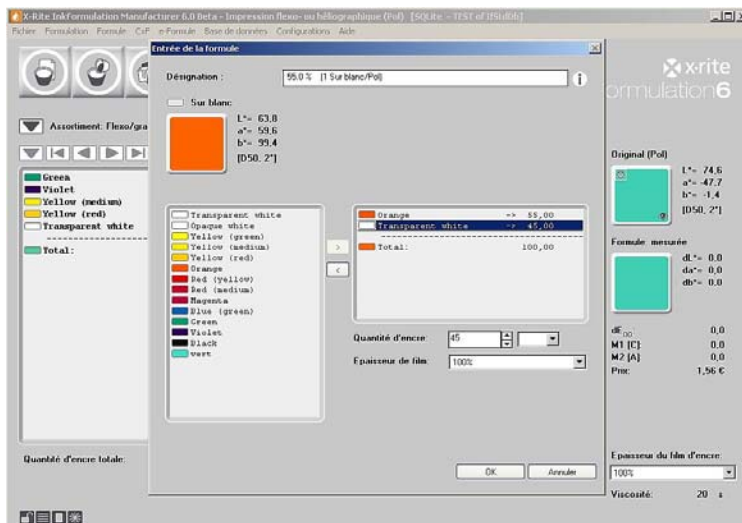 X-Rite InkFormulation Manufacturer 6.0 Beta - Impression flexo- ou héliographique (Pol) [SQLite - TEST of IfStdDb]
Fichier Formulation Formule CxF e-Formule Base de données Configurations Aide
Entrée de la formule
Désignation :
55.0 % (1 Sur blanc/Pol)
Sur blanc
L*= 63,8
a*= 59,6
b*= 99,4
[D50, 2°]
Transparent white
Opaque white
Yellow (green)
Yellow (medium)
Yellow (red)
Orange
Red (yellow)
Red (medium)
Magenta
Blue (green)
Green
Violet
Black
vert
>
<
Orange -> 55,00
Transparent white -> 45,00
Total: 100,00
Quantité d'encre: 45
Epaisseur de film: 100%
OK Annuler
Assortiment: Flexo/gra
Green
Violet
Yellow (medium)
Yellow (red)
Transparent white
Total:
Quantité d'encre totale:
x-rite
ormulation6
Original (Pol)
L*= 74,6
a*= -47,7
b*= -1,4
[D50, 2°]
Formule mesurée
dL*= 0,0
da*= 0,0
db*= 0,0
dE00: 0,0
M1 [C]: 0,0
M2 [A]: 0,0
Prix: 1,56 €
Epaisseur du film d'encre:
100%
Viscosité: 20 s